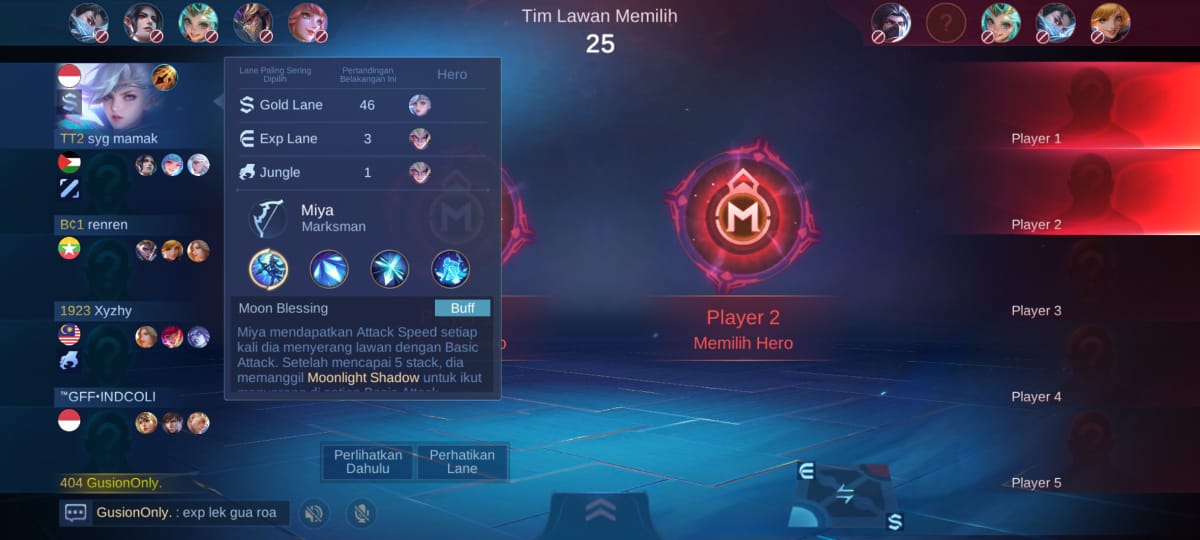 Tim Lawan Memilih
25
Lane Paling Sering
Dipilih
Pertandingan
Belakangan Ini
Hero
Gold Lane 46
Exp Lane 3
Jungle 1
Miya
Marksman
Moon Blessing
Buff
Miya mendapatkan Attack Speed setiap
kali dia menyerang lawan dengan Basic
Attack. Setelah mencapai 5 stack, dia
memanggil Moonlight Shadow untuk ikut
TT2 syg mamak
B¢1 renren
1923 Xyzhy
™GFF•INDCOLI
404 GusionOnly.
GusionOnly. : exp lek gua roa
Perlihatkan
Dahulu
Perhatikan
Lane
Player 2
Memilih Hero
Player 1
Player 2
Player 3
Player 4
Player 5